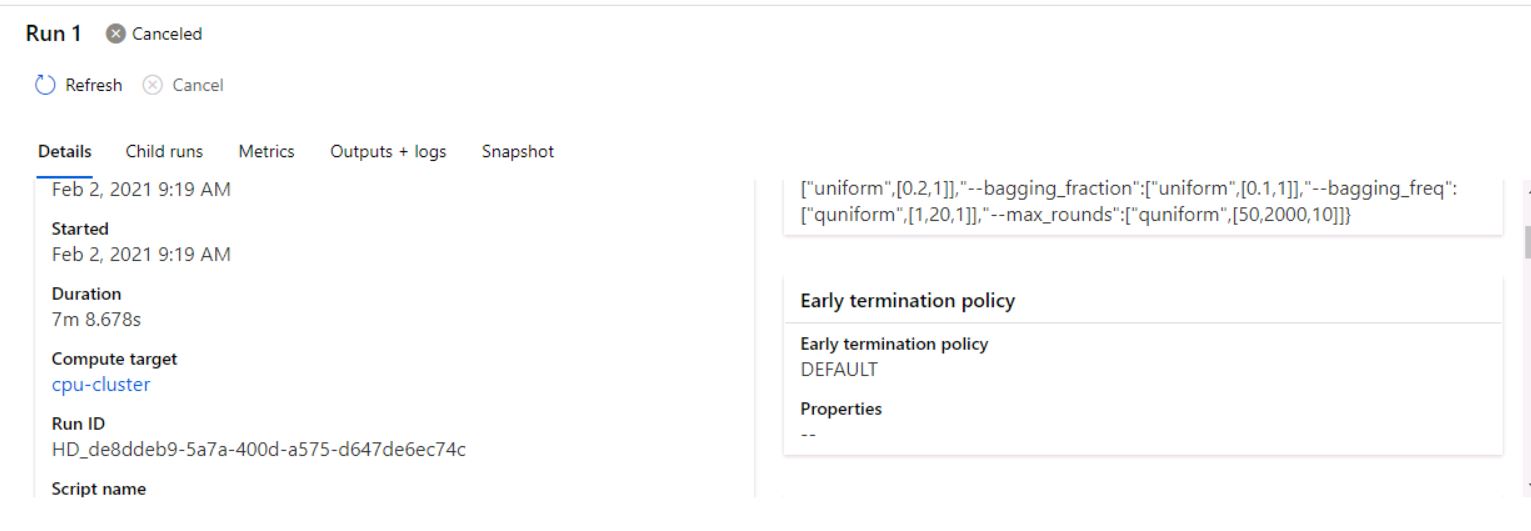 Run 1 Canceled
Refresh Cancel
Details Child runs Metrics Outputs + logs Snapshot
Feb 2, 2021 9:19 AM
Started
Feb 2, 2021 9:19 AM
Duration
7m 8.678s
Compute target
cpu-cluster
Run ID
HD_de8ddeb9-5a7a-400d-a575-d647de6ec74c
Script name
["uniform",[0.2,1]],"--bagging_fraction":["uniform",[0.1,1]],"--bagging_freq":
["quniform",[1,20,1]],"--max_rounds":["quniform",[50,2000,10]]}
Early termination policy
Early termination policy
DEFAULT
Properties
--